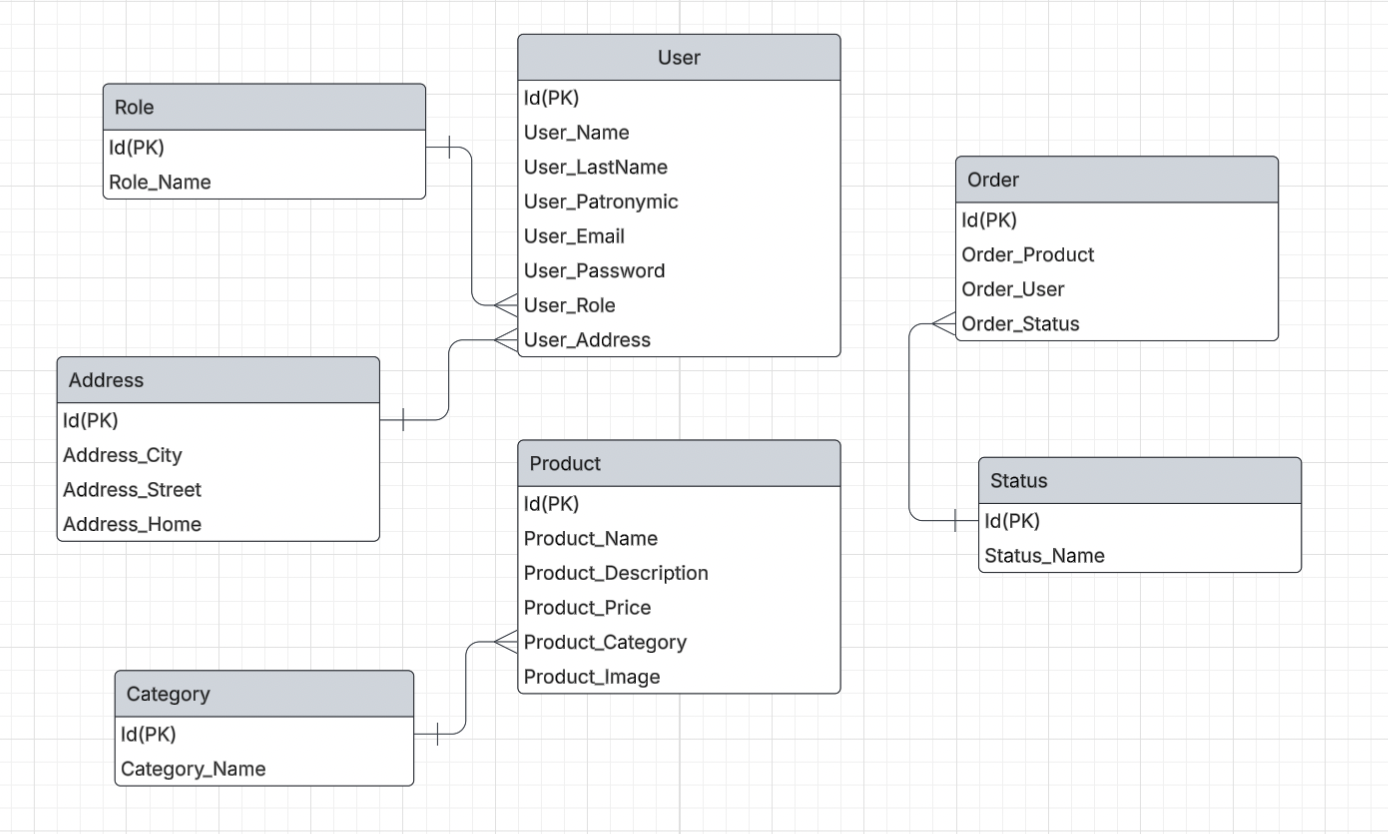 User
Id(PK)
User_Name
User_LastName
User_Patronymic
User_Email
User_Password
User_Role
User_Address
Role
Id(PK)
Role_Name
Order
Id(PK)
Order_Product
Order_User
Order_Status
Address
Id(PK)
Address_City
Address_Street
Address_Home
Product
Id(PK)
Product_Name
Product_Description
Product_Price
Product_Category
Product_Image
Status
Id(PK)
Status_Name
Category
Id(PK)
Category_Name